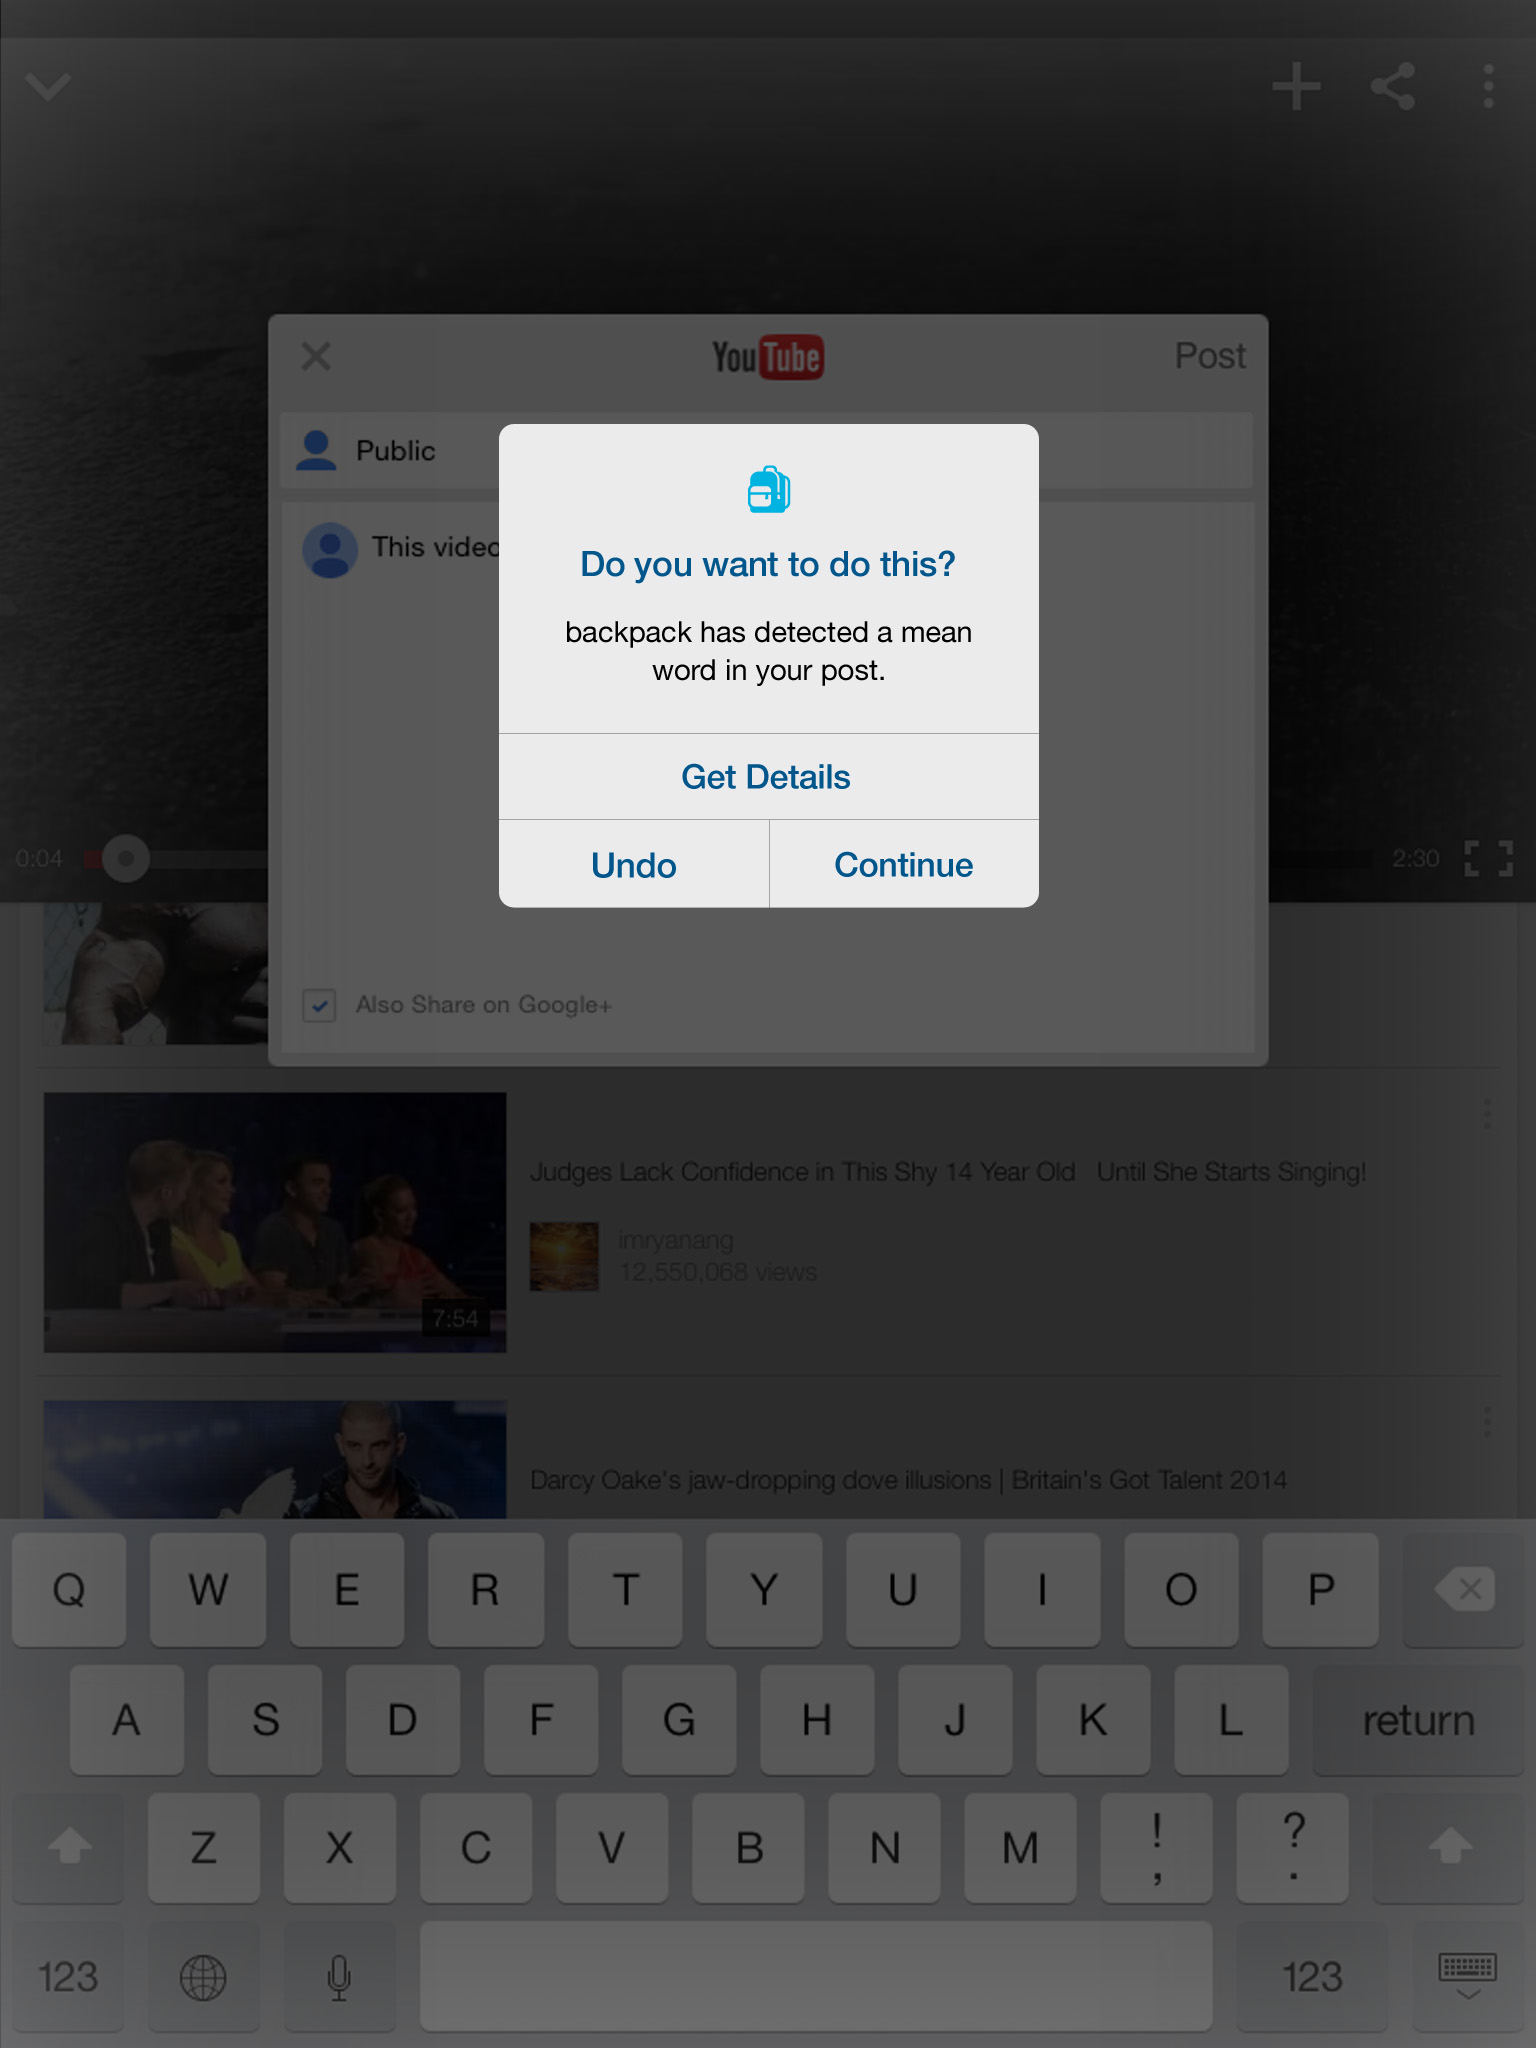 YouTube
Post
Public
This video
Do you want to do this?
backpack has detected a mean
word in your post.
Get Details
Undo
Continue
0:04
2:30
Also Share on Google+
Judges Lack Confidence in This Shy 14 Year Old Until She Starts Singing!
imryanang
12,550,068 views
7:54
Darcy Oake's jaw-dropping dove illusions | Britain's Got Talent 2014
Q W E R T Y U I O P
A S D F G H J K L return
Z X C V B N M ! , ? .
123 123